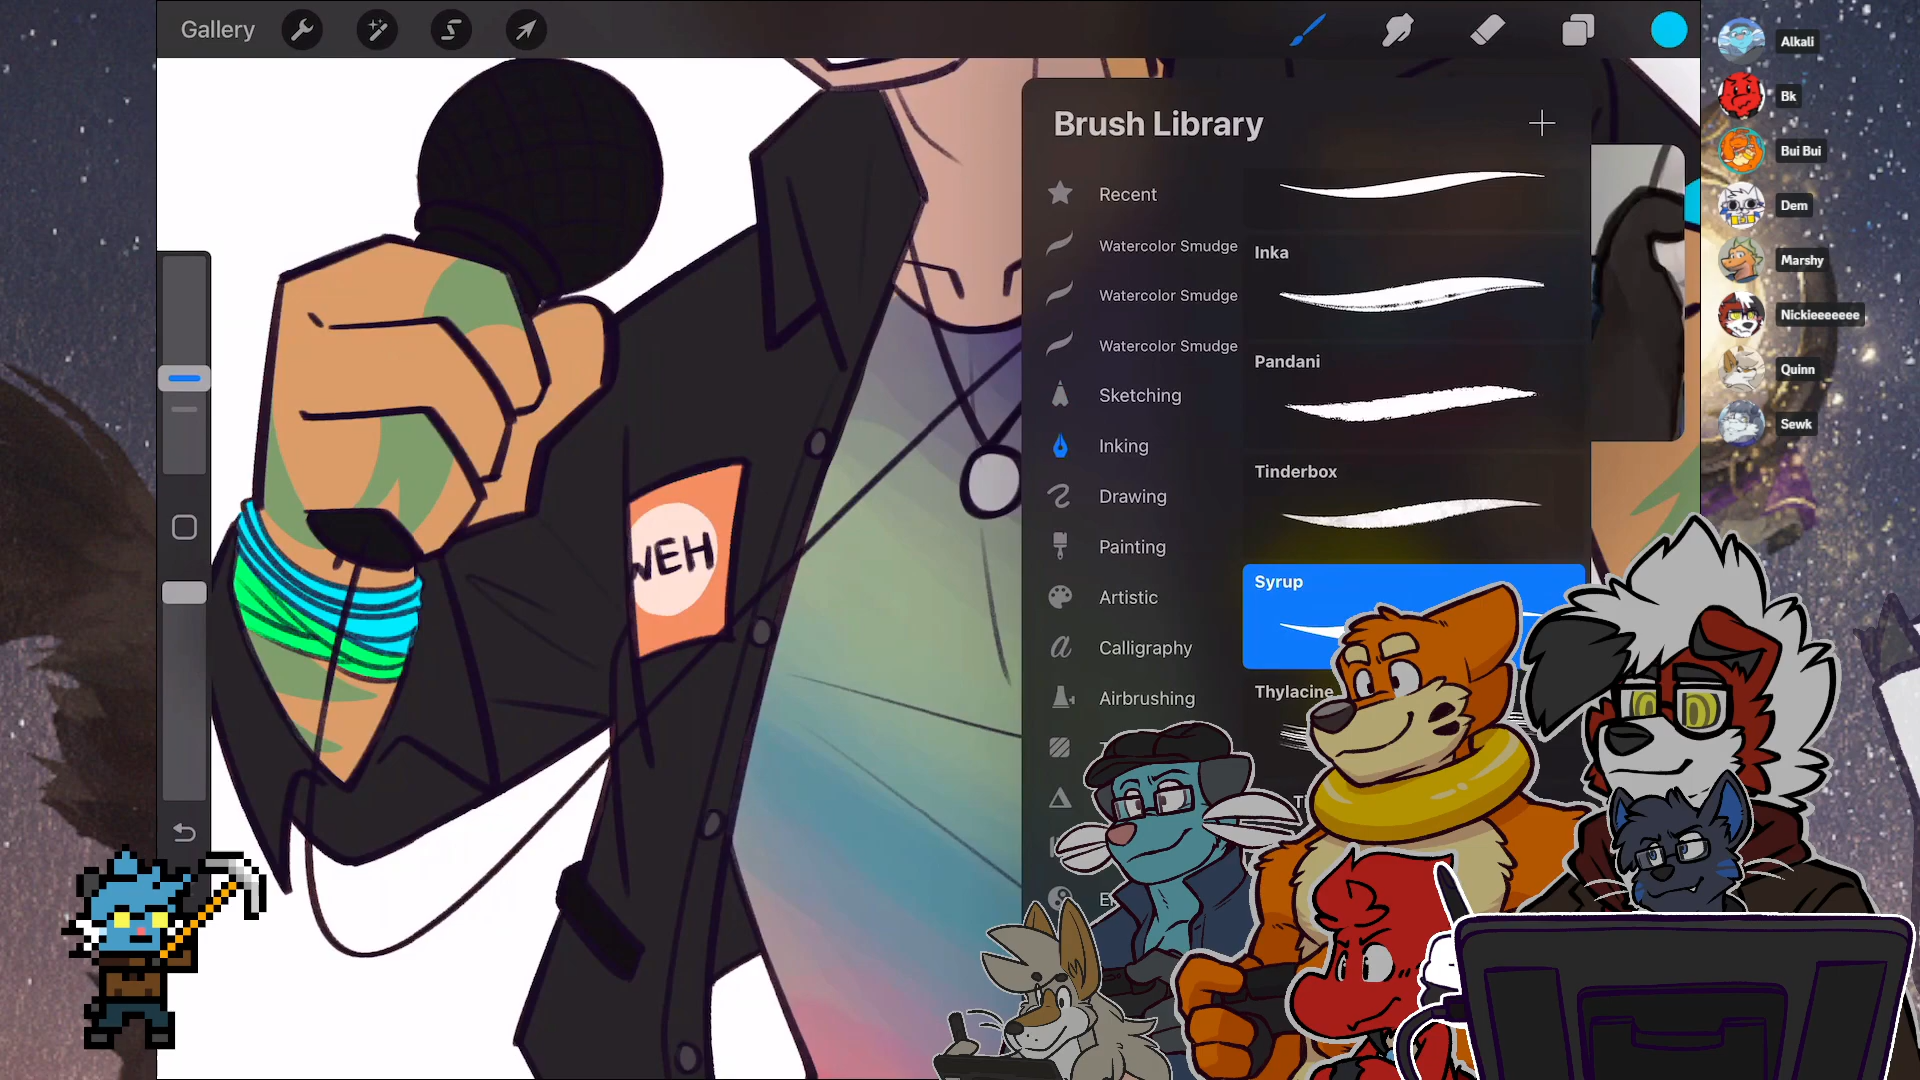 Gallery
Brush Library
Recent
Watercolor Smudge
Watercolor Smudge
Watercolor Smudge
Sketching
Inking
Drawing
Painting
Artistic
Calligraphy
Airbrushing
Inka
Pandani
Tinderbox
Syrup
Thylacine
WEH
Alkali
Bk
Bui Bui
Dem
Marshy
Nickieeeeeee
Quinn
Sewk